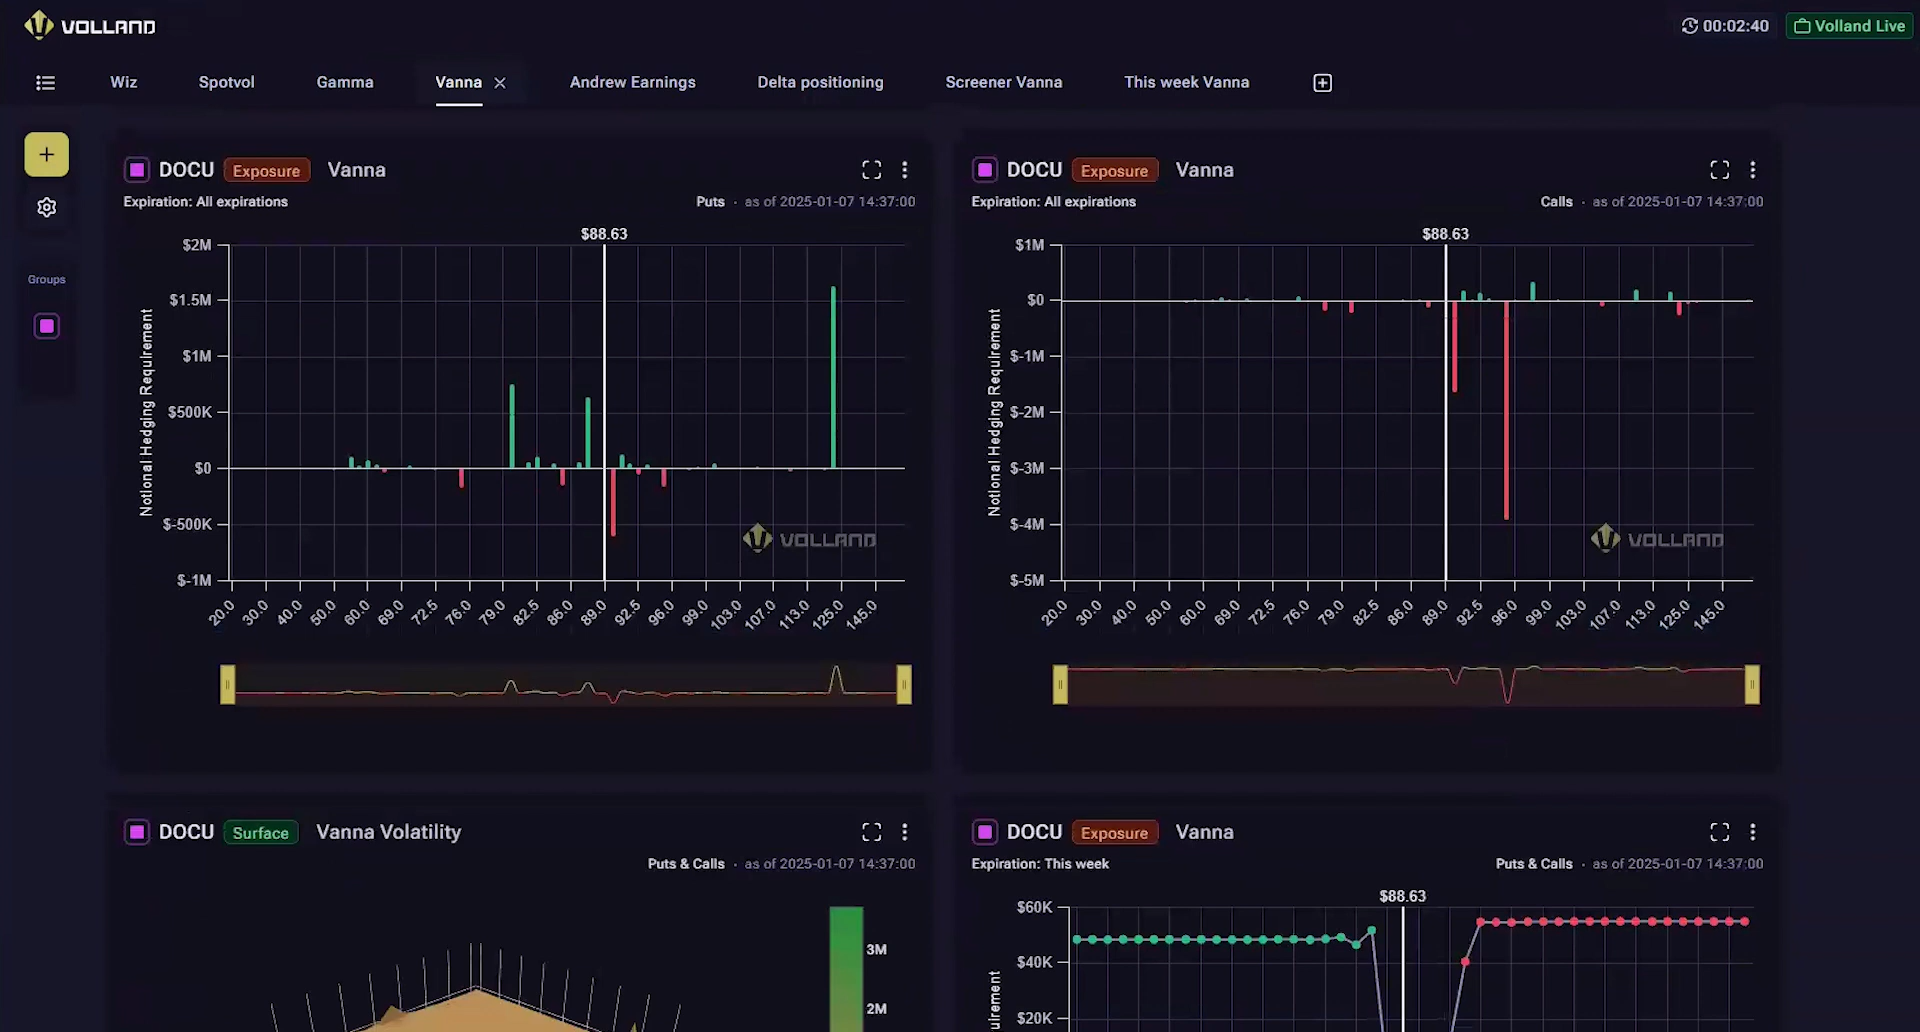 VOLLAND
00:02:40
Volland Live
Wiz
Spotvol
Gamma
Vanna
Andrew Earnings
Delta positioning
Screener Vanna
This week Vanna
Groups
DOCU Exposure Vanna
Expiration: All expirations
Puts · as of 2025-01-07 14:37:00
$88.63
Notional Hedging Requirement
$2M
$1.5M
$1M
$500K
$0
$-500K
$-1M
20.0 30.0 40.0 50.0 60.0 69.0 72.5 76.0 79.0 82.5 86.0 89.0 92.5 96.0 99.0 103.0 107.0 113.0 125.0 145.0
VOLLAND
DOCU Exposure Vanna
Expiration: All expirations
Calls · as of 2025-01-07 14:37:00
$88.63
Notional Hedging Requirement
$1M
$0
$-1M
$-2M
$-3M
$-4M
$-5M
20.0 30.0 40.0 50.0 60.0 69.0 72.5 76.0 79.0 82.5 86.0 89.0 92.5 96.0 99.0 103.0 107.0 113.0 125.0 145.0
VOLLAND
DOCU Surface Vanna Volatility
Puts & Calls · as of 2025-01-07 14:37:00
3M
2M
DOCU Exposure Vanna
Expiration: This week
Puts & Calls · as of 2025-01-07 14:37:00
$88.63
$60K
$40K
$20K